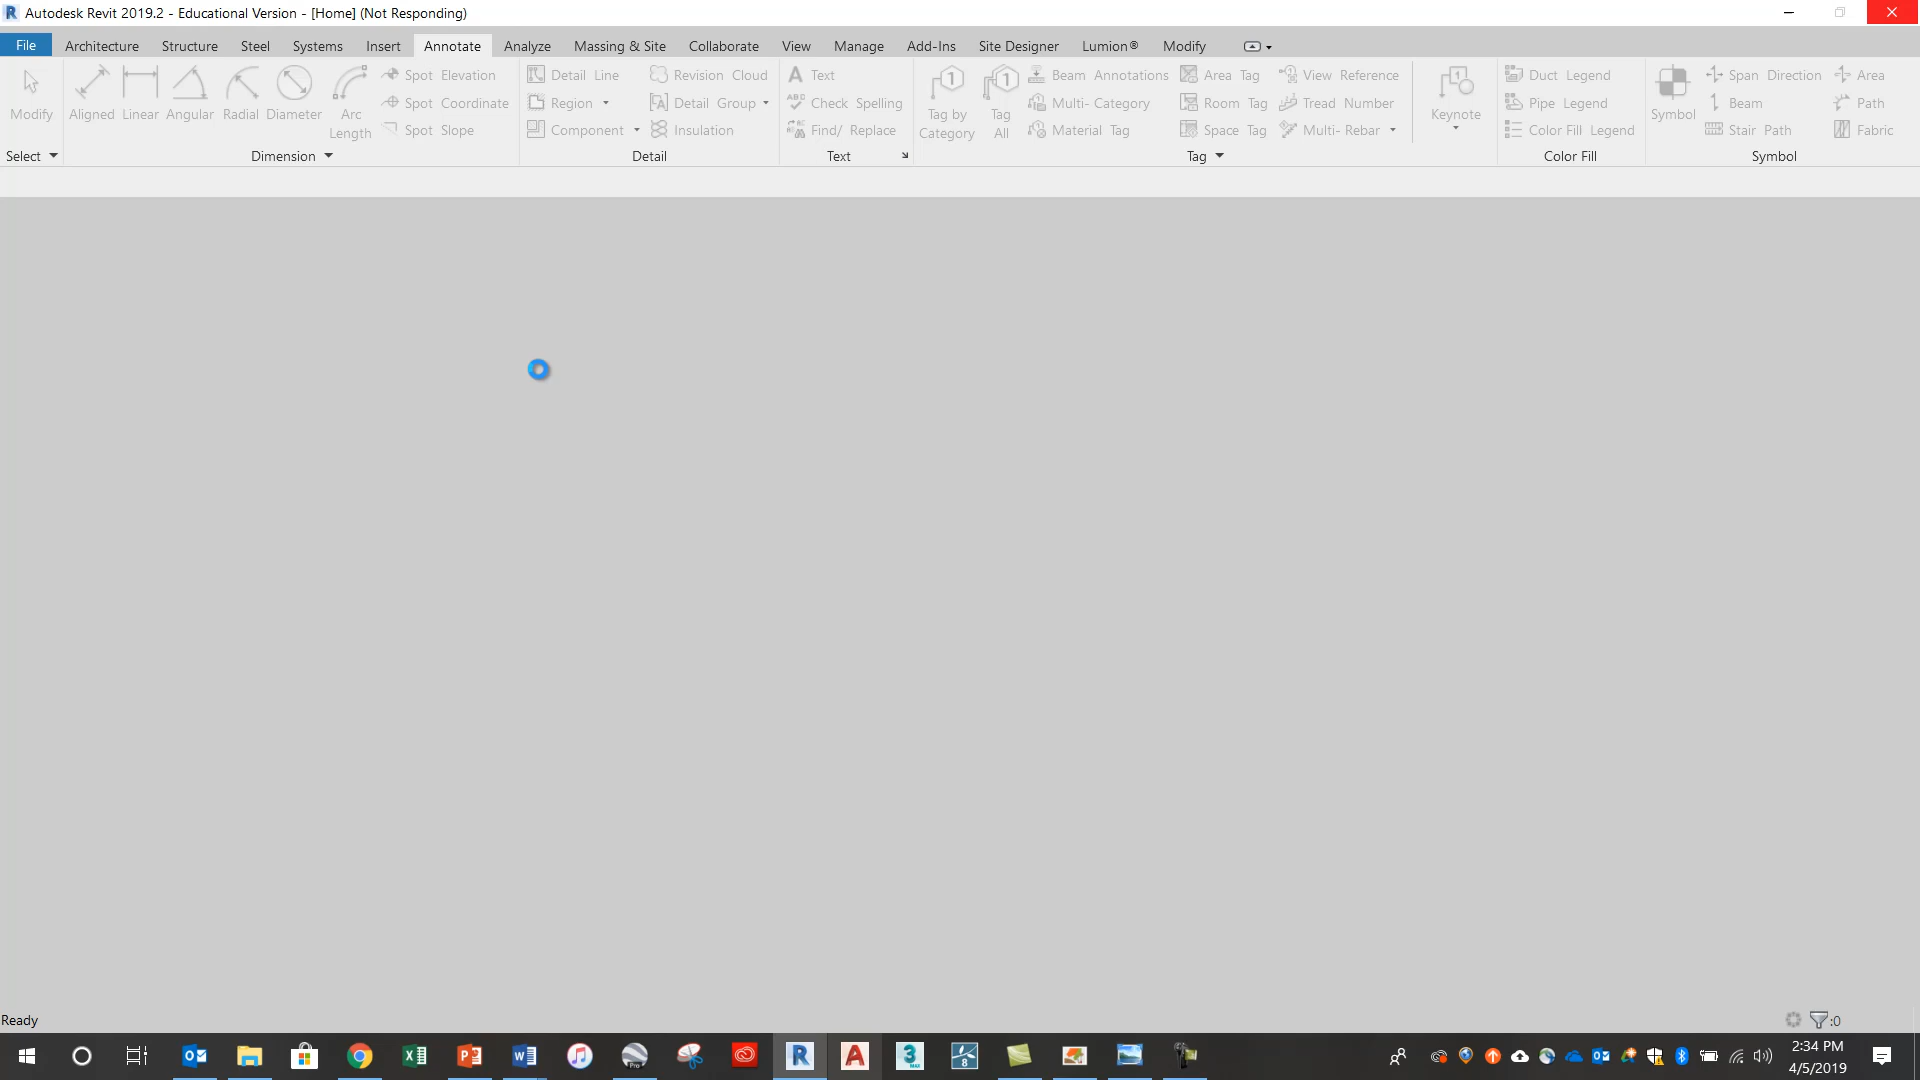 Autodesk Revit 2019.2 - Educational Version - [Home] (Not Responding)
File Architecture Structure Steel Systems Insert Annotate Analyze Massing & Site Collaborate View Manage Add-Ins Site Designer Lumion® Modify
Modify
Select
Aligned Linear Angular Radial Diameter Arc Length
Spot Elevation
Spot Coordinate
Spot Slope
Dimension
Detail Line
Region
Component
Revision Cloud
Detail Group
Insulation
Detail
Text
Check Spelling
Find/ Replace
Text
Tag by Category
Tag All
Beam Annotations
Multi- Category
Material Tag
Area Tag
Room Tag
Space Tag
View Reference
Tread Number
Multi- Rebar
Tag
Keynote
Duct Legend
Pipe Legend
Color Fill Legend
Color Fill
Symbol
Span Direction
Beam
Stair Path
Area
Path
Fabric
Symbol
Ready
:0
2:34 PM
4/5/2019